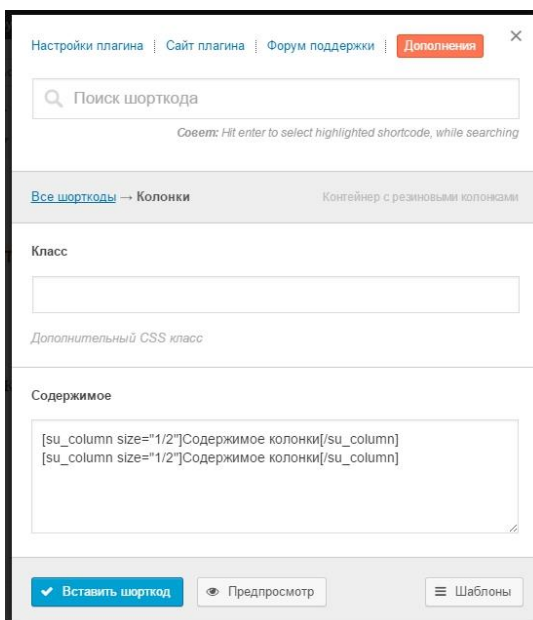 Настройки плагина Сайт плагина Форум поддержки Дополнения
Поиск шорткода
Совет: Hit enter to select highlighted shortcode, while searching
Все шорткоды → Колонки Контейнер с резиновыми колонками
Класс
Дополнительный CSS класс
Содержимое
[su_column size="1/2"]Содержимое колонки[/su_column]
[su_column size="1/2"]Содержимое колонки[/su_column]
Вставить шорткод Предпросмотр Шаблоны